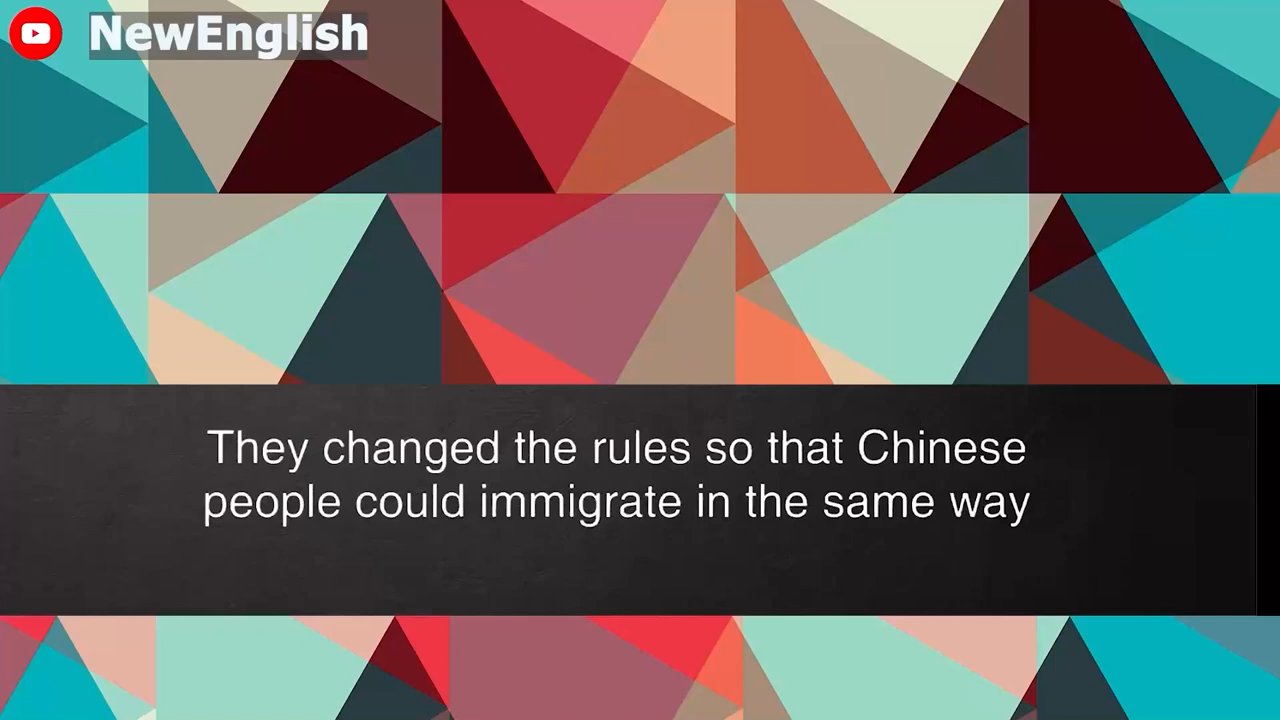 NewEnglish
They changed the rules so that Chinese
people could immigrate in the same way